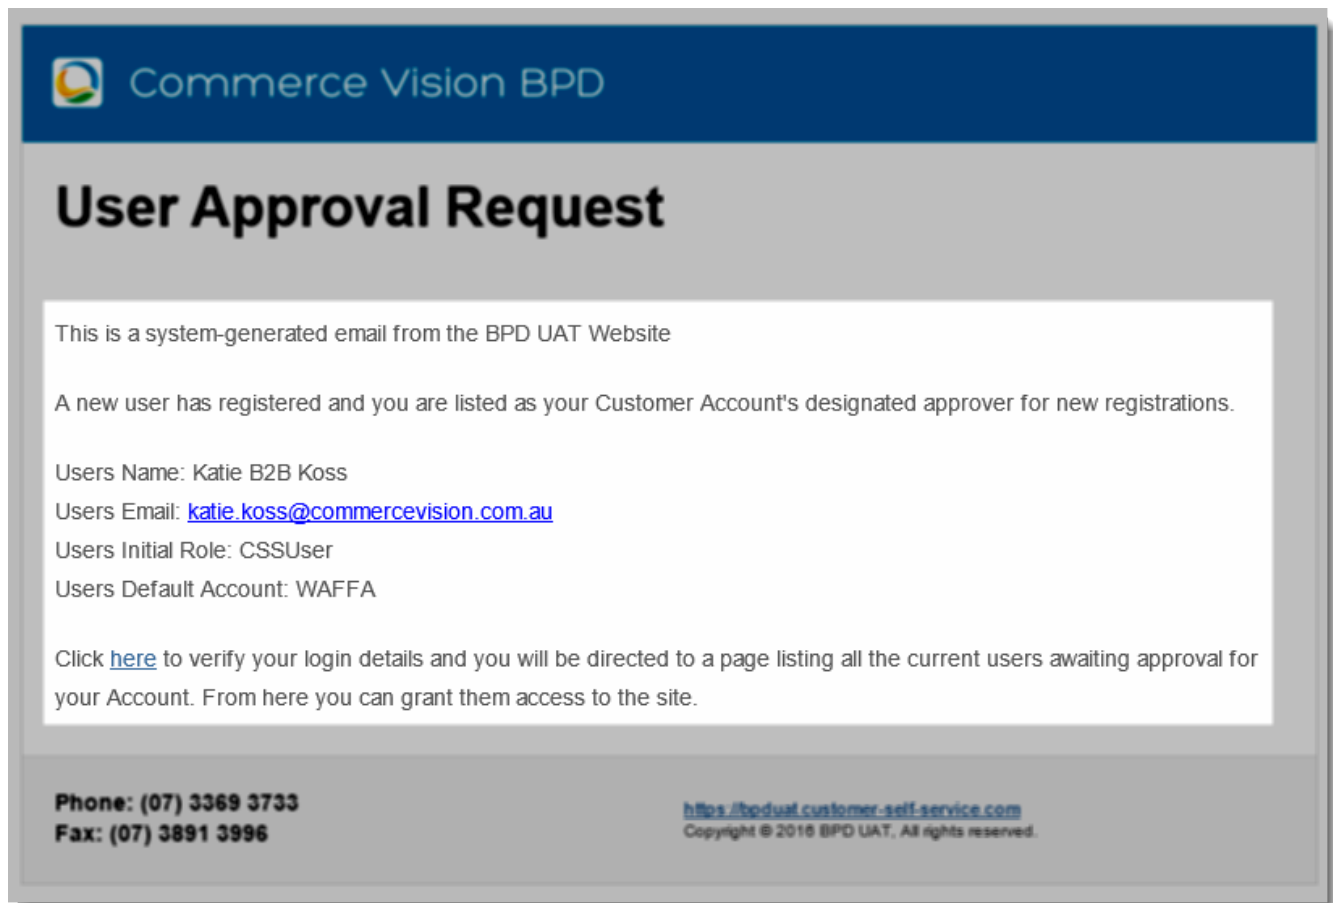 Commerce Vision BPD
User Approval Request
This is a system-generated email from the BPD UAT Website
A new user has registered and you are listed as your Customer Account's designated approver for new registrations.
Users Name: Katie B2B Koss
Users Email: katie.koss@commercevision.com.au
Users Initial Role: CSSUser
Users Default Account: WAFFA
Click here to verify your login details and you will be directed to a page listing all the current users awaiting approval for
your Account. From here you can grant them access to the site.
Phone: (07) 3369 3733
Fax: (07) 3891 3996
https://bpduat.customer-self-service.com
Copyright © 2016 BPD UAT, All rights reserved.